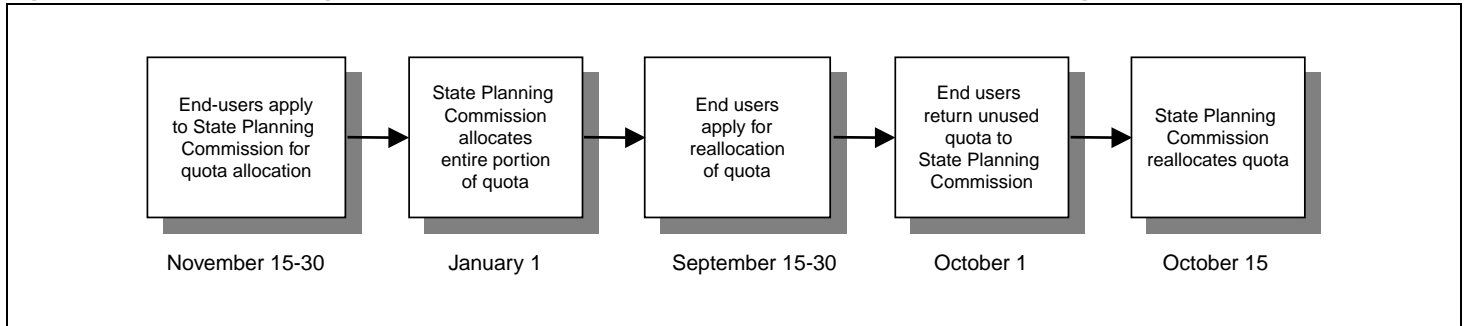 End-users apply
to State Planning
Commission for
quota allocation
State Planning
Commission
allocates
entire portion
of quota
End users
apply for
reallocation
of quota
End users
return unused
quota to
State Planning
Commission
State Planning
Commission
reallocates quota
November 15-30
January 1
September 15-30
October 1
October 15